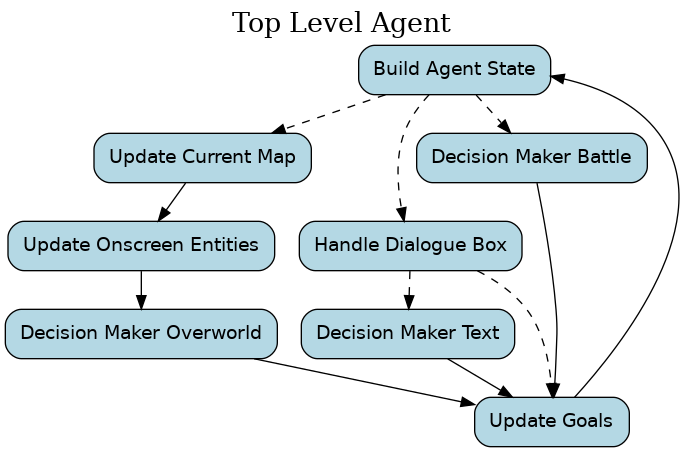 Top Level Agent
Build Agent State
Update Current Map
Decision Maker Battle
Update Onscreen Entities
Handle Dialogue Box
Decision Maker Overworld
Decision Maker Text
Update Goals